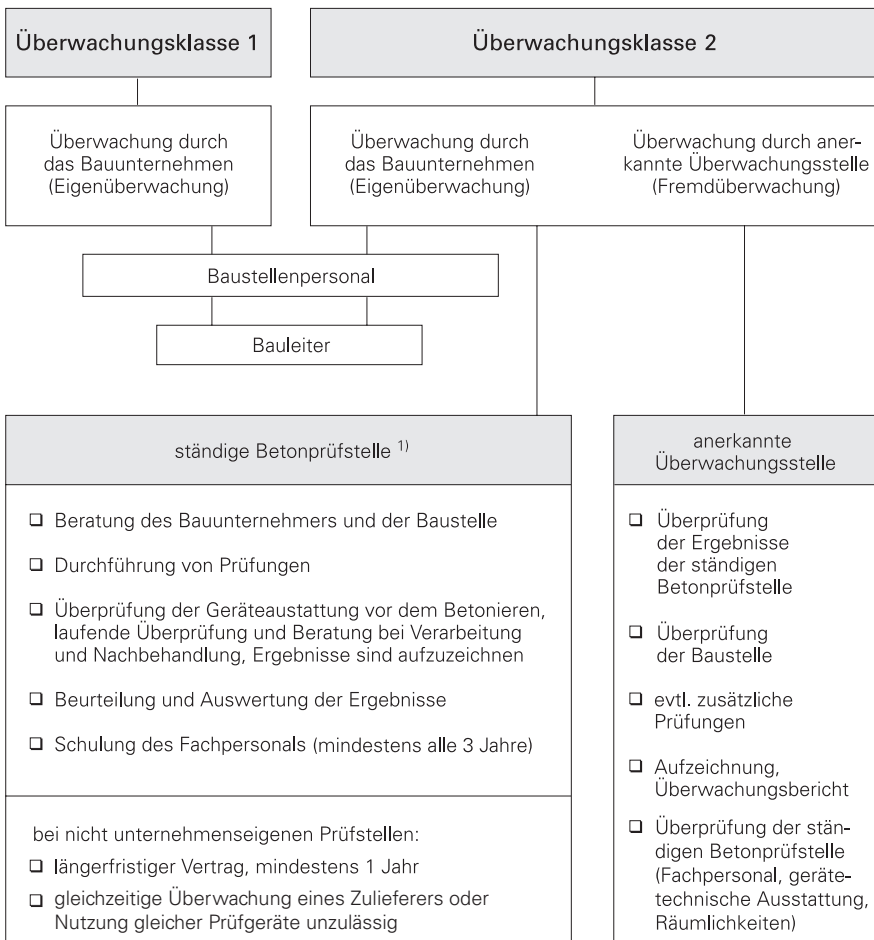 Überwachungsklasse 1
Überwachungsklasse 2
Überwachung durch
das Bauunternehmen
(Eigenüberwachung)
Überwachung durch
das Bauunternehmen
(Eigenüberwachung)
Überwachung durch aner-
kannte Überwachungsstelle
(Fremdüberwachung)
Baustellenpersonal
Bauleiter
ständige Betonprüfstelle 1)
❑ Beratung des Bauunternehmers und der Baustelle
❑ Durchführung von Prüfungen
❑ Überprüfung der Geräteaustattung vor dem Betonieren,
laufende Überprüfung und Beratung bei Verarbeitung
und Nachbehandlung, Ergebnisse sind aufzuzeichnen
❑ Beurteilung und Auswertung der Ergebnisse
❑ Schulung des Fachpersonals (mindestens alle 3 Jahre)
bei nicht unternehmenseigenen Prüfstellen:
❑ längerfristiger Vertrag, mindestens 1 Jahr
❑ gleichzeitige Überwachung eines Zulieferers oder
Nutzung gleicher Prüfgeräte unzulässig
anerkannte
Überwachungsstelle
❑ Überprüfung
der Ergebnisse
der ständigen
Betonprüfstelle
❑ Überprüfung
der Baustelle
❑ evtl. zusätzliche
Prüfungen
❑ Aufzeichnung,
Überwachungsbericht
❑ Überprüfung der stän-
digen Betonprüfstelle
(Fachpersonal, geräte-
technische Ausstattung,
Räumlichkeiten)